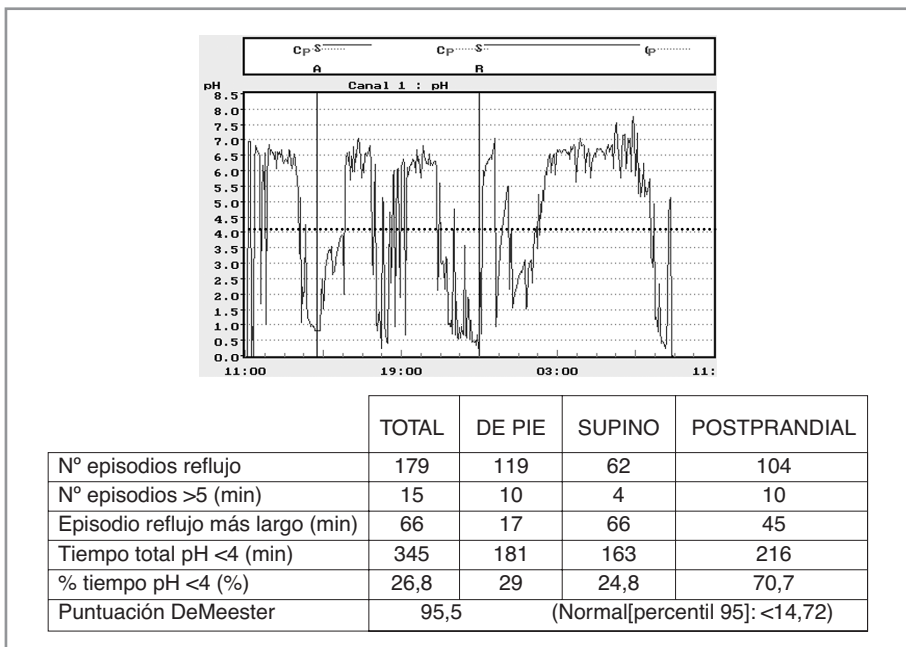 CP S CP S (P
A B
pH Canal 1 : pH
8.5
8.0
7.5
7.0
6.5
6.0
5.5
5.0
4.5
4.0
3.5
3.0
2.5
2.0
1.5
1.0
0.5
0.0
11:00 19:00 03:00 11:
TOTAL DE PIE SUPINO POSTPRANDIAL
Nº episodios reflujo 179 119 62 104
Nº episodios >5 (min) 15 10 4 10
Episodio reflujo más largo (min) 66 17 66 45
Tiempo total pH <4 (min) 345 181 163 216
% tiempo pH <4 (%) 26,8 29 24,8 70,7
Puntuación DeMeester 95,5 (Normal[percentil 95]: <14,72)